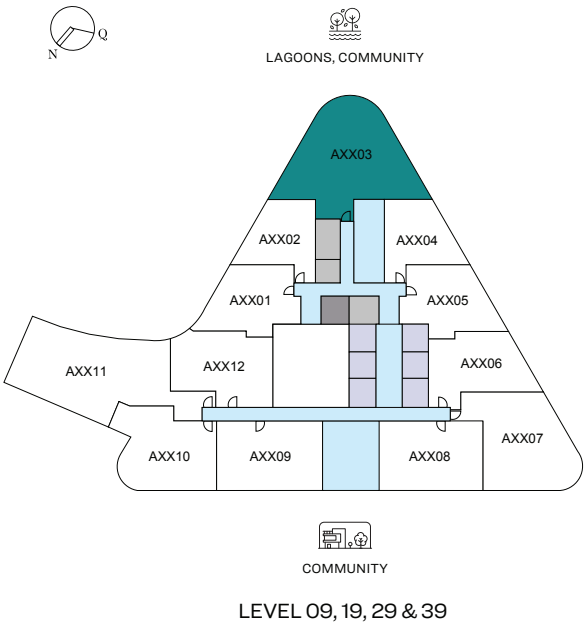 Q
N
LAGOONS, COMMUNITY
AXX03
AXX02
AXX04
AXX01
AXX05
AXX11
AXX12
AXX06
AXX07
AXX10
AXX09
AXX08
COMMUNITY
LEVEL 09, 19, 29 & 39